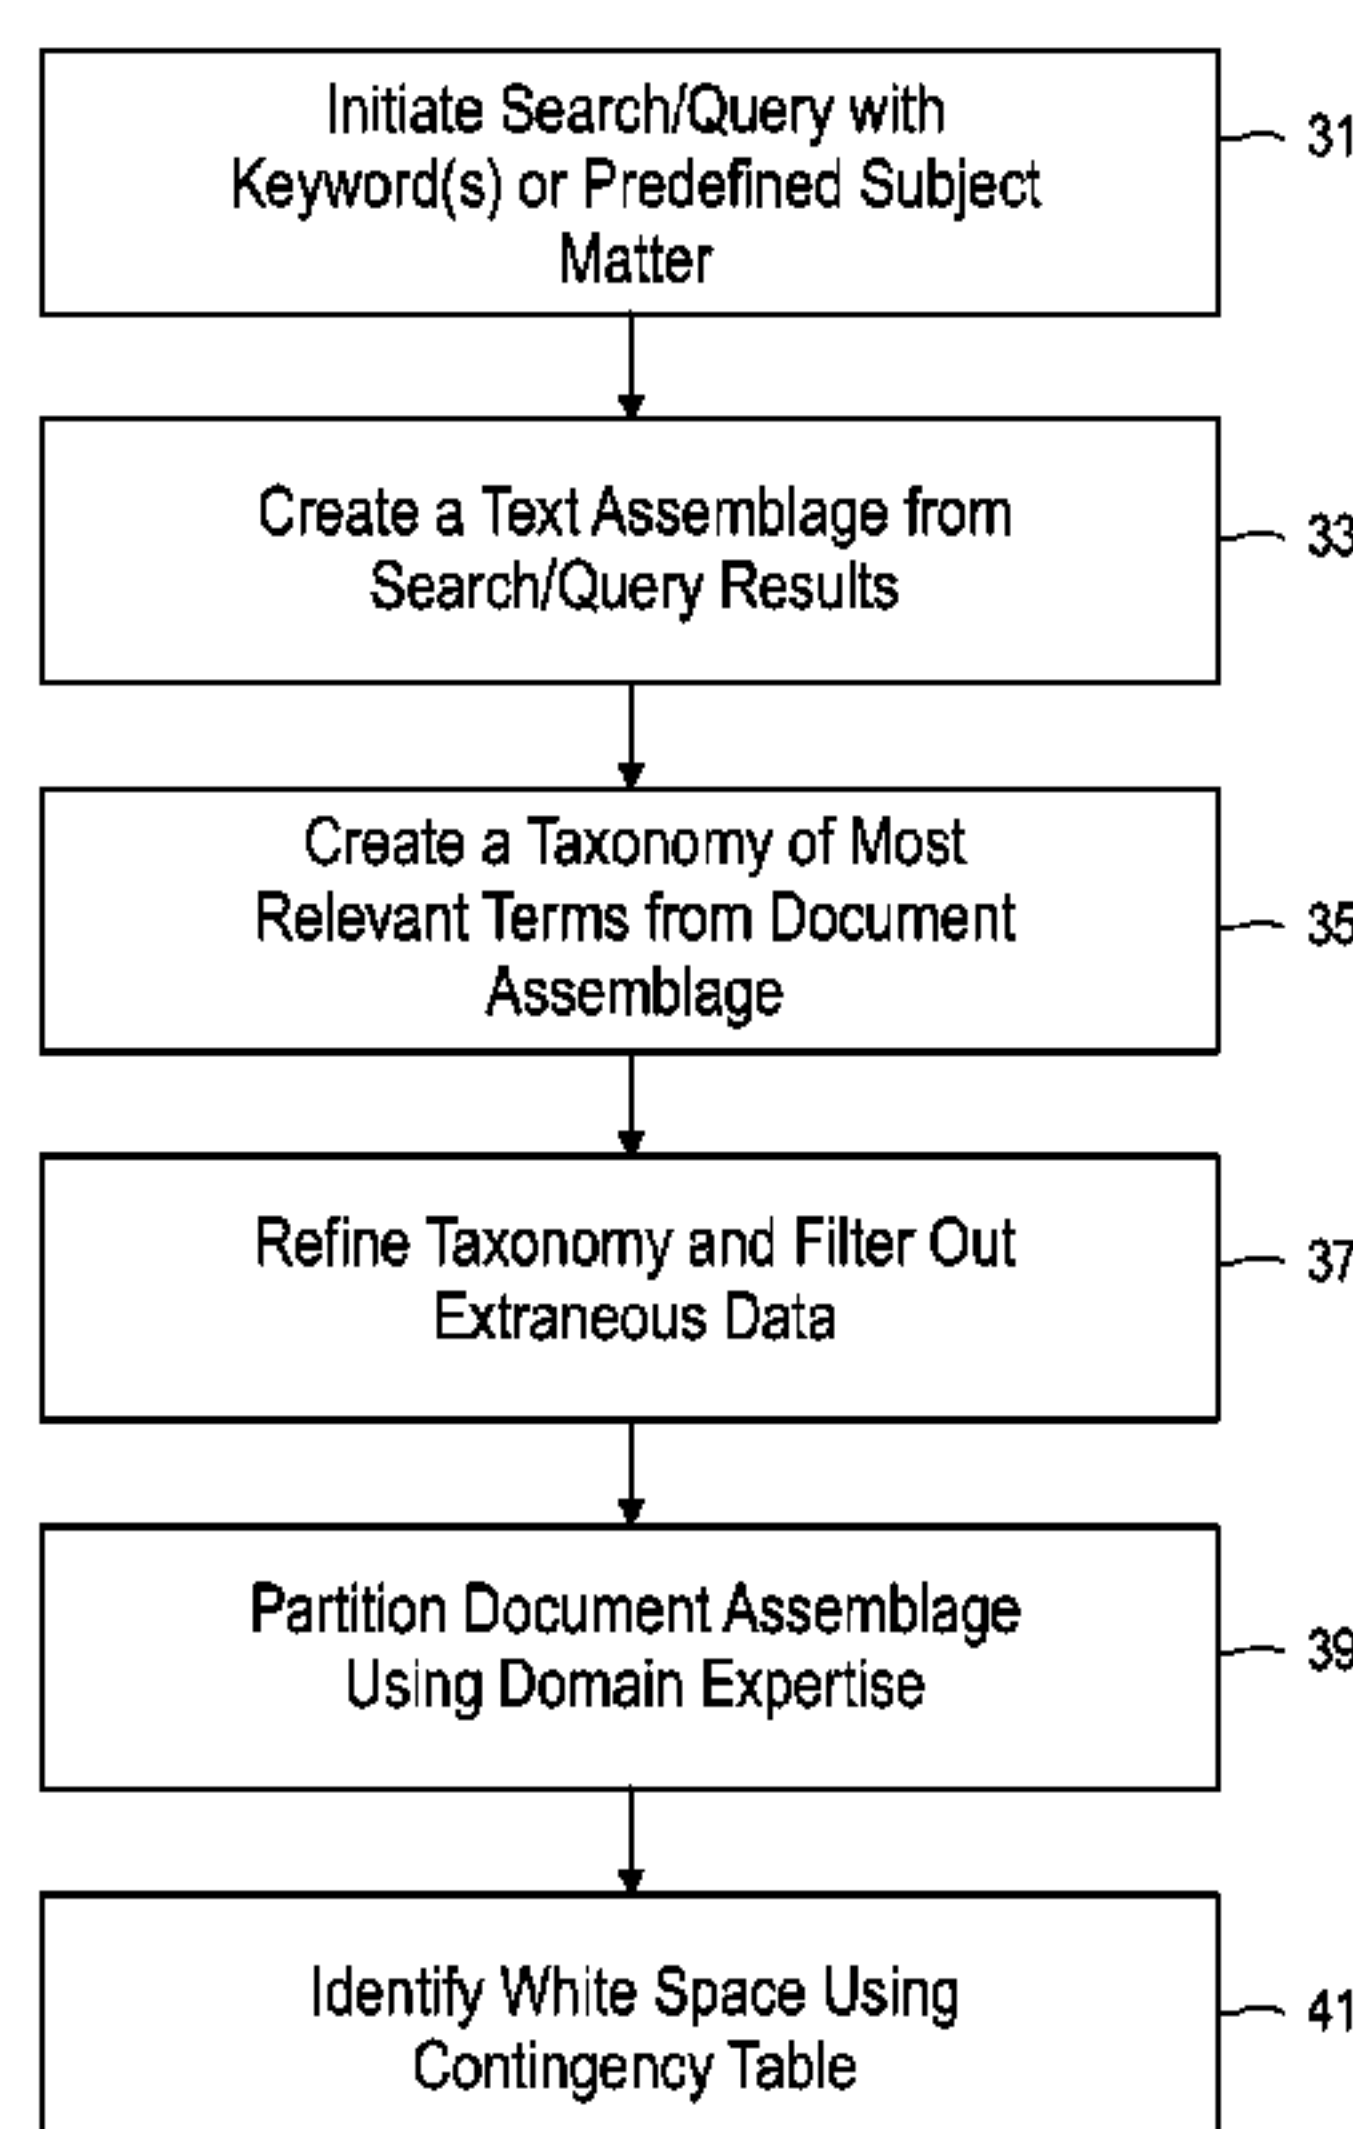 Initiate Search/Query with
Keyword(s) or Predefined Subject
Matter
31
Create a Text Assemblage from
Search/Query Results
33
Create a Taxonomy of Most
Relevant Terms from Document
Assemblage
35
Refine Taxonomy and Filter Out
Extraneous Data
37
Partition Document Assemblage
Using Domain Expertise
39
Identify White Space Using
Contingency Table
41